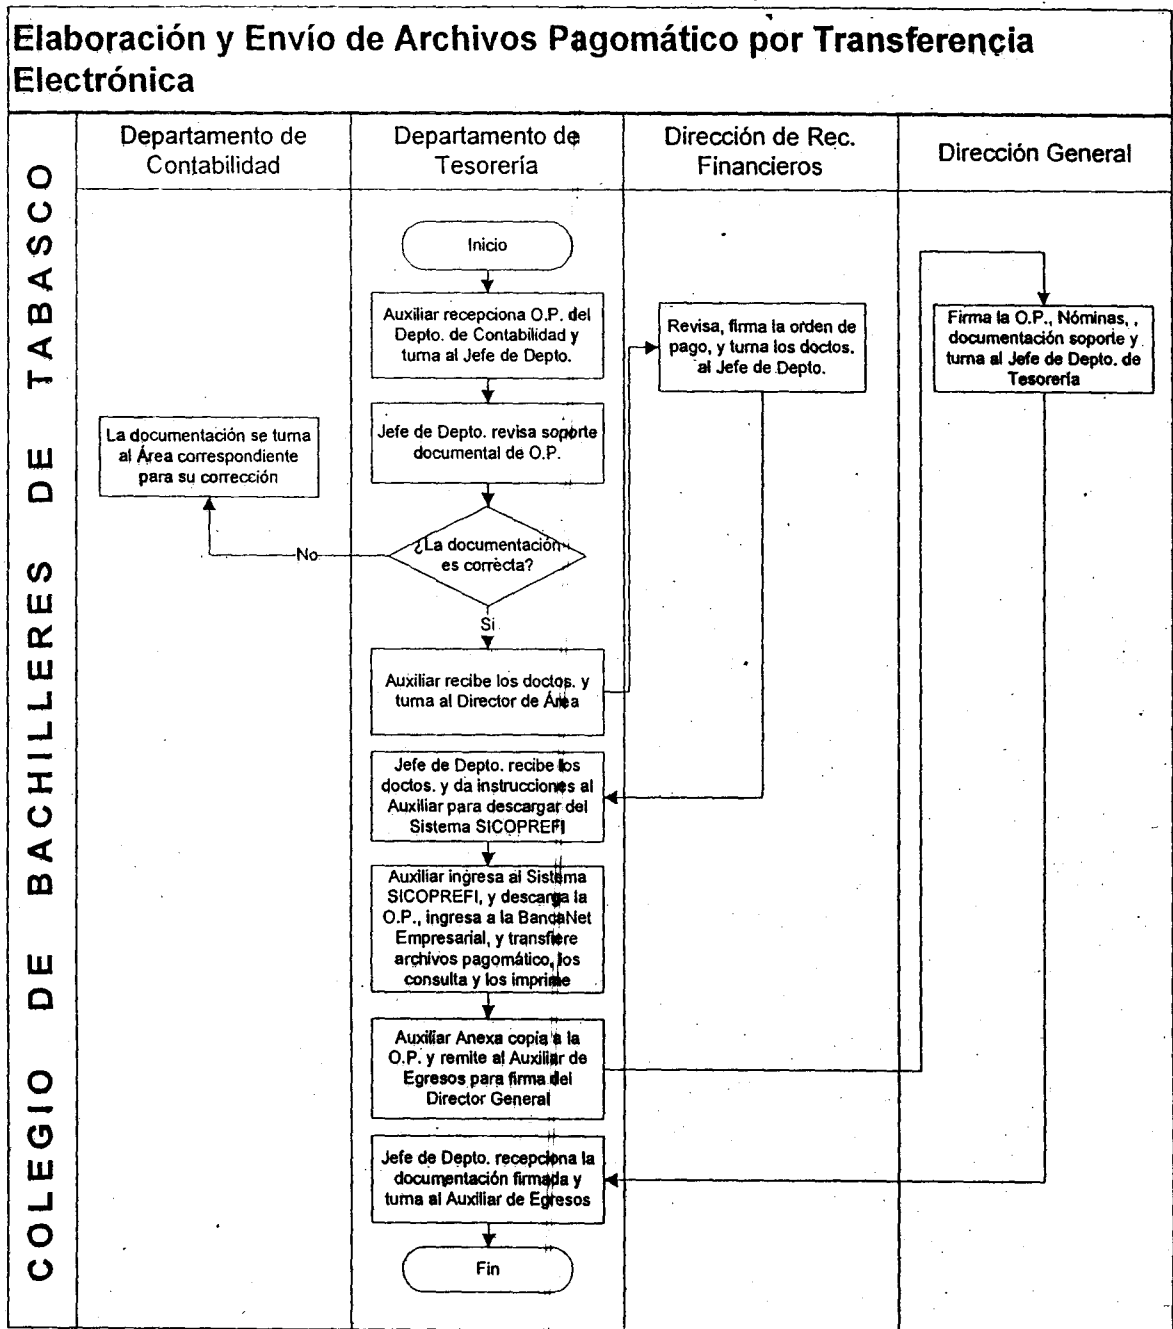 Elaboración y Envío de Archivos Pagomático por Transferencia
Electrónica
COLEGIO DE BACHILLERES DE TABASCO
Departamento de
Contabilidad
Departamento de
Tesorería
Dirección de Rec.
Financieros
Dirección General
Inicio
Auxiliar recepciona O.P. del
Depto. de Contabilidad y
turna al Jefe de Depto.
Revisa, firma la orden de
pago, y turna los doctos.
al Jefe de Depto.
Firma la O.P., Nóminas, ,
documentación soporte y
turna al Jefe de Depto. de
Tesorería
Jefe de Depto. revisa soporte
documental de O.P.
La documentación se turna
al Área correspondiente
para su corrección
¿La documentación
es correcta?
No
Si
Auxiliar recibe los doctos. y
turna al Director de Área
Jefe de Depto. recibe los
doctos. y da instrucciones al
Auxiliar para descargar del
Sistema SICOPREFI
Auxiliar ingresa al Sistema
SICOPREFI, y descarga la
O.P., ingresa a la BancaNet
Empresarial, y transfiere
archivos pagomático, los
consulta y los imprime
Auxiliar Anexa copia a la
O.P. y remite al Auxiliar de
Egresos para firma del
Director General
Jefe de Depto. recepciona la
documentación firmada y
turna al Auxiliar de Egresos
Fin